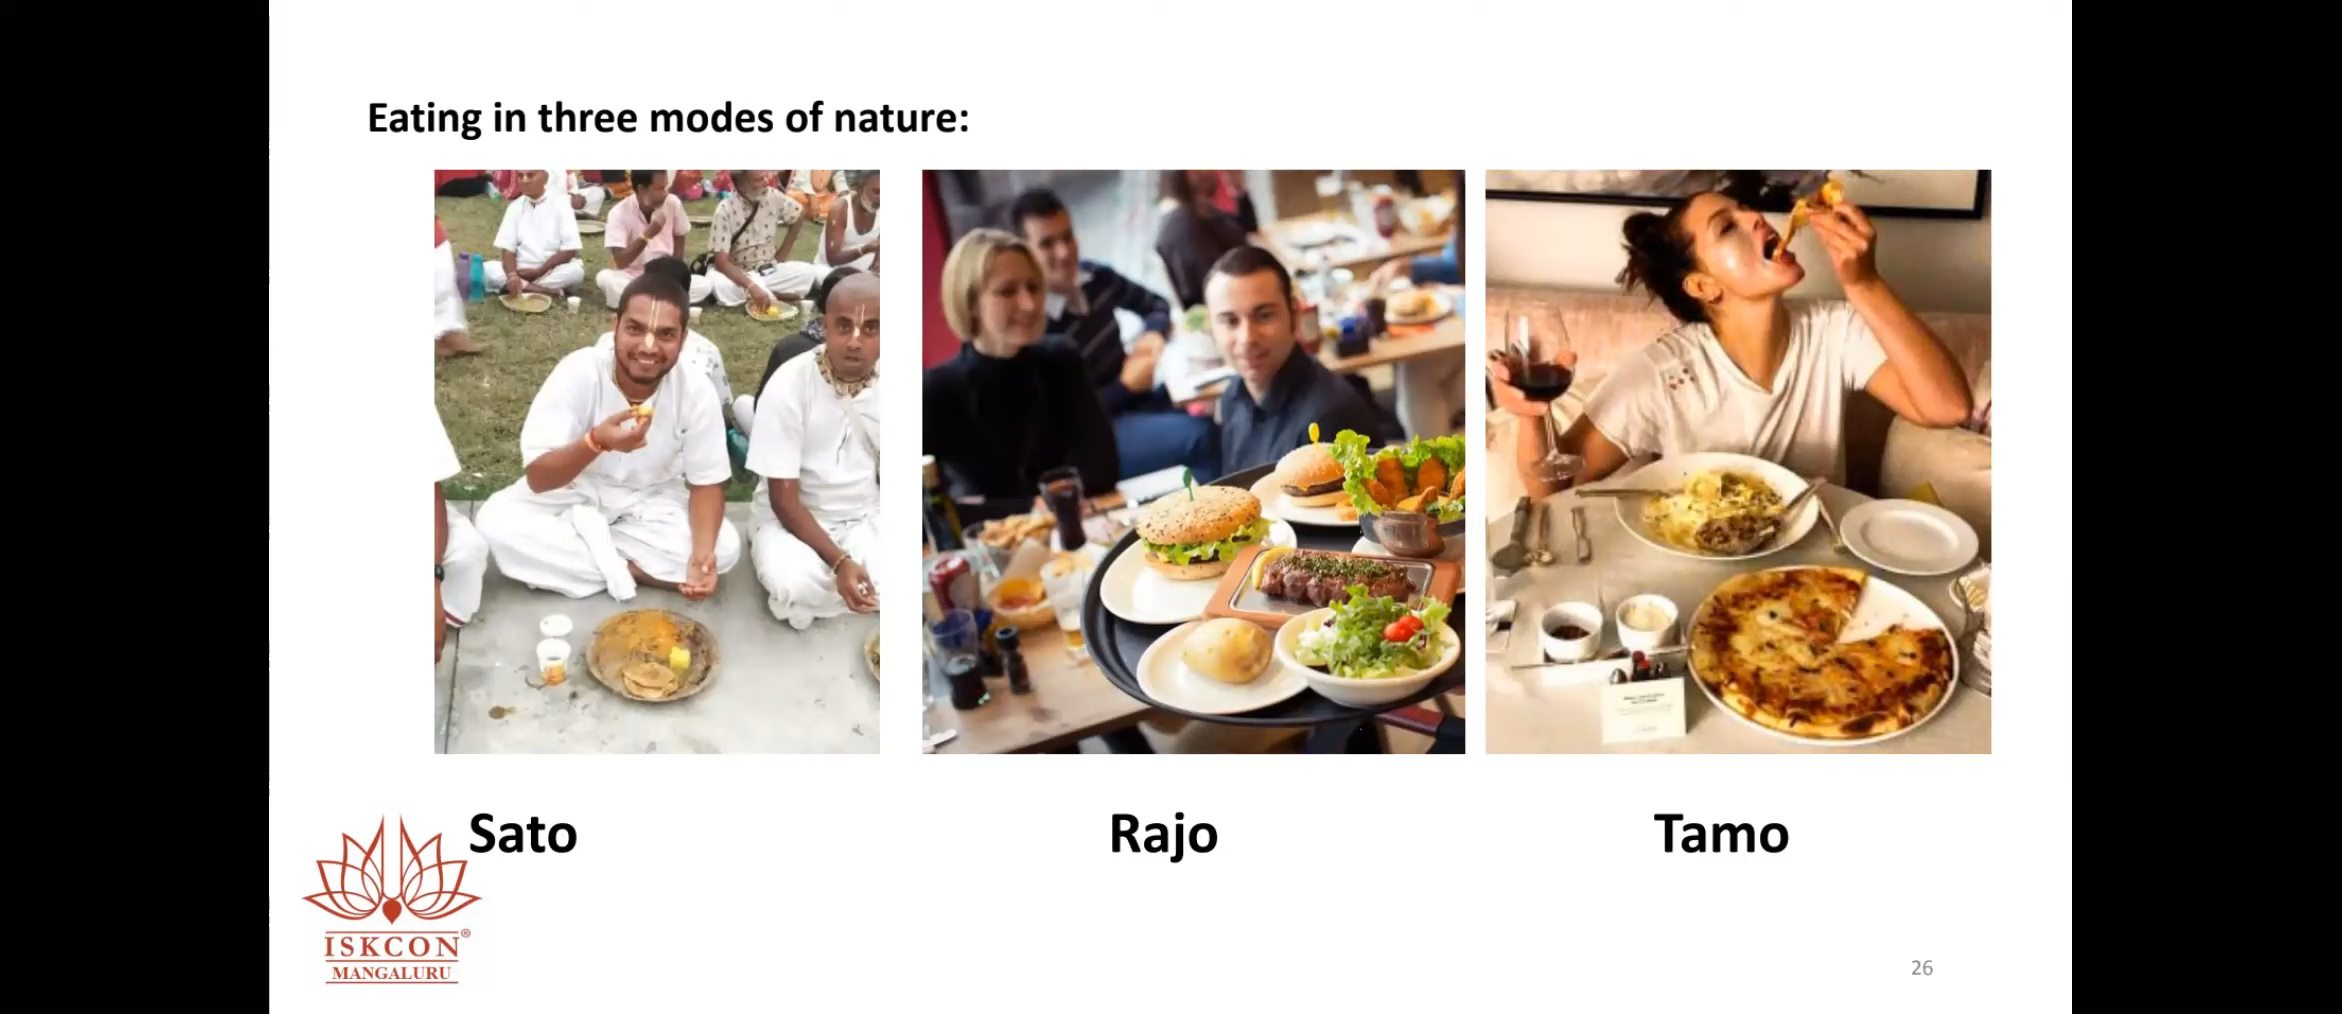 Eating in three modes of nature:
Sato
Rajo
Tamo
ISKCON®
MANGALURU
26